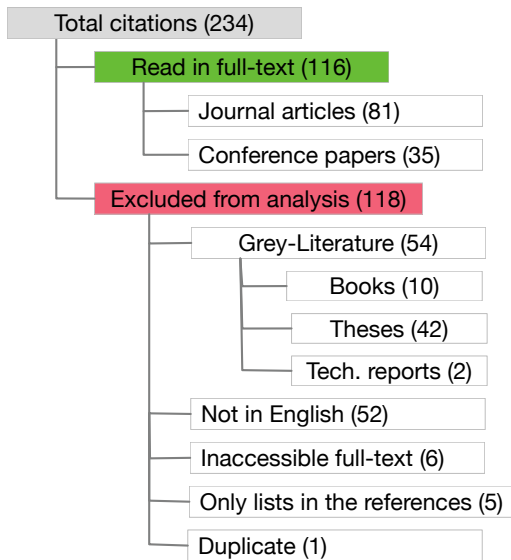 Total citations (234)
Read in full-text (116)
Journal articles (81)
Conference papers (35)
Excluded from analysis (118)
Grey-Literature (54)
Books (10)
Theses (42)
Tech. reports (2)
Not in English (52)
Inaccessible full-text (6)
Only lists in the references (5)
Duplicate (1)